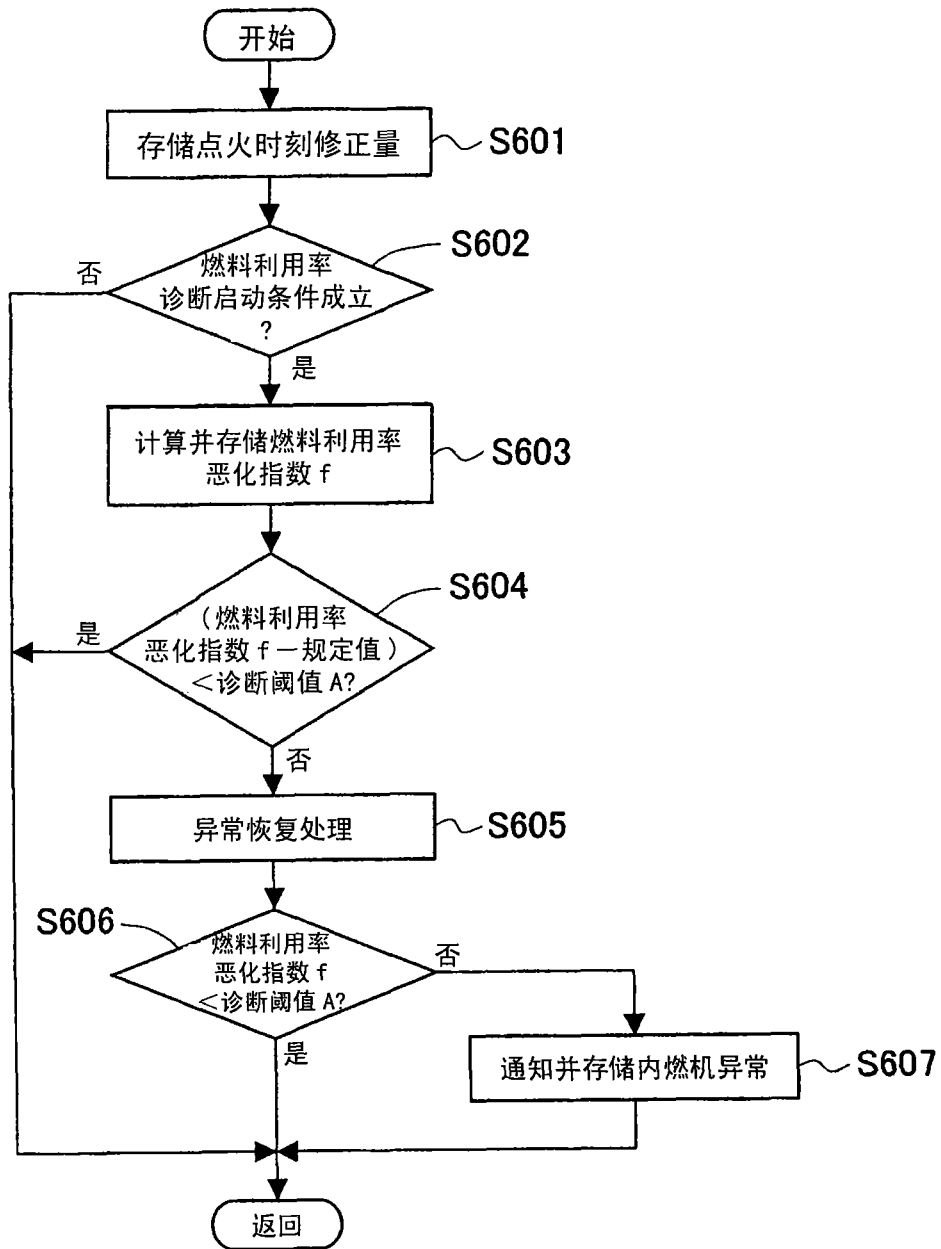 开始
存储点火时刻修正量
S601
S602
燃料利用率
诊断启动条件成立
?
否
是
计算并存储燃料利用率
恶化指数 f
S603
S604
(燃料利用率
恶化指数 f－规定值)
＜诊断阈值 A?
是
否
异常恢复处理
S605
S606
燃料利用率
恶化指数 f
＜诊断阈值 A?
否
是
通知并存储内燃机异常
S607
返回